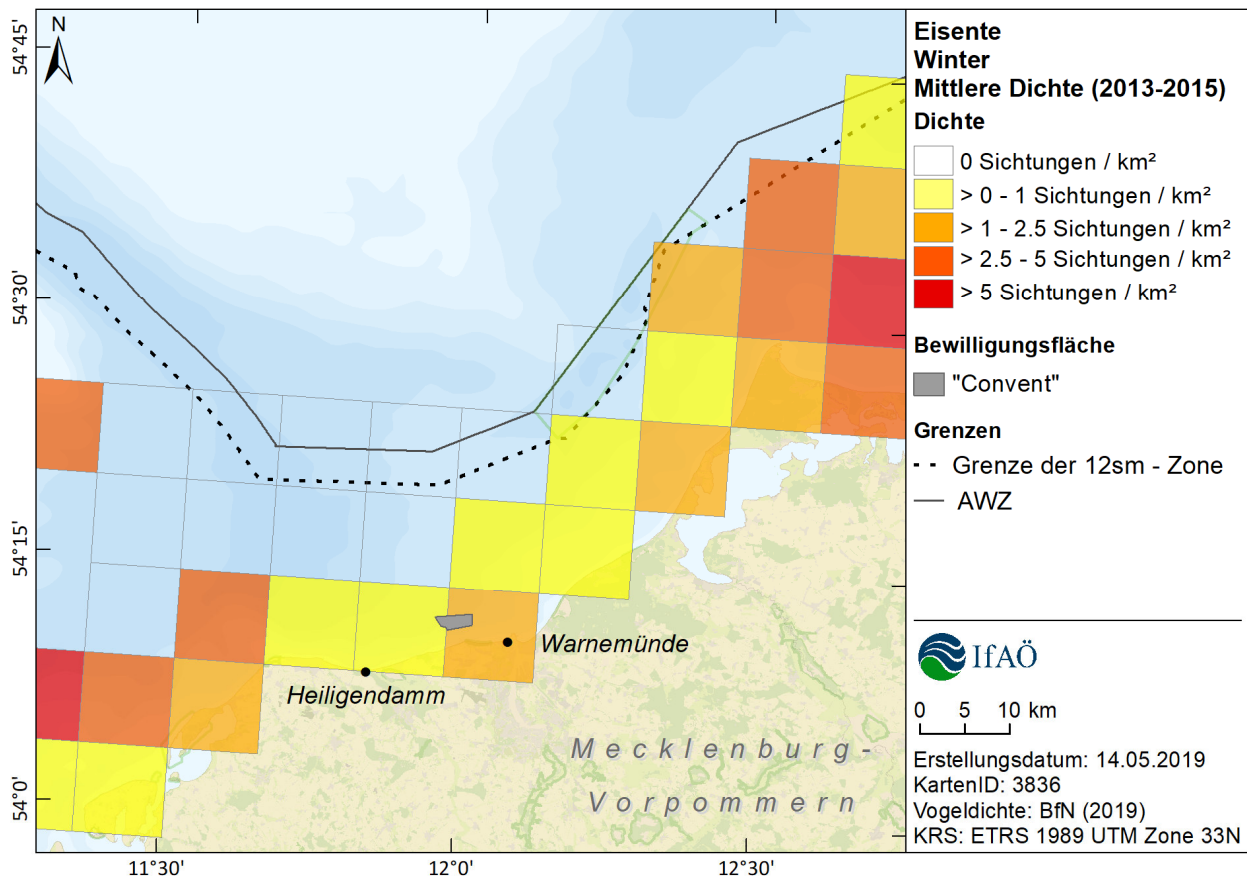 N
54°45'
54°30'
54°15'
54°0'
11°30'
12°0'
12°30'
Warnemünde
Heiligendamm
Mecklenburg-
Vorpommern
Eisente
Winter
Mittlere Dichte (2013-2015)
Dichte
0 Sichtungen / km²
> 0 - 1 Sichtungen / km²
> 1 - 2.5 Sichtungen / km²
> 2.5 - 5 Sichtungen / km²
> 5 Sichtungen / km²
Bewilligungsfläche
"Convent"
Grenzen
Grenze der 12sm - Zone
AWZ
IfAÖ
0 5 10 km
Erstellungsdatum: 14.05.2019
KartenID: 3836
Vogeldichte: BfN (2019)
KRS: ETRS 1989 UTM Zone 33N